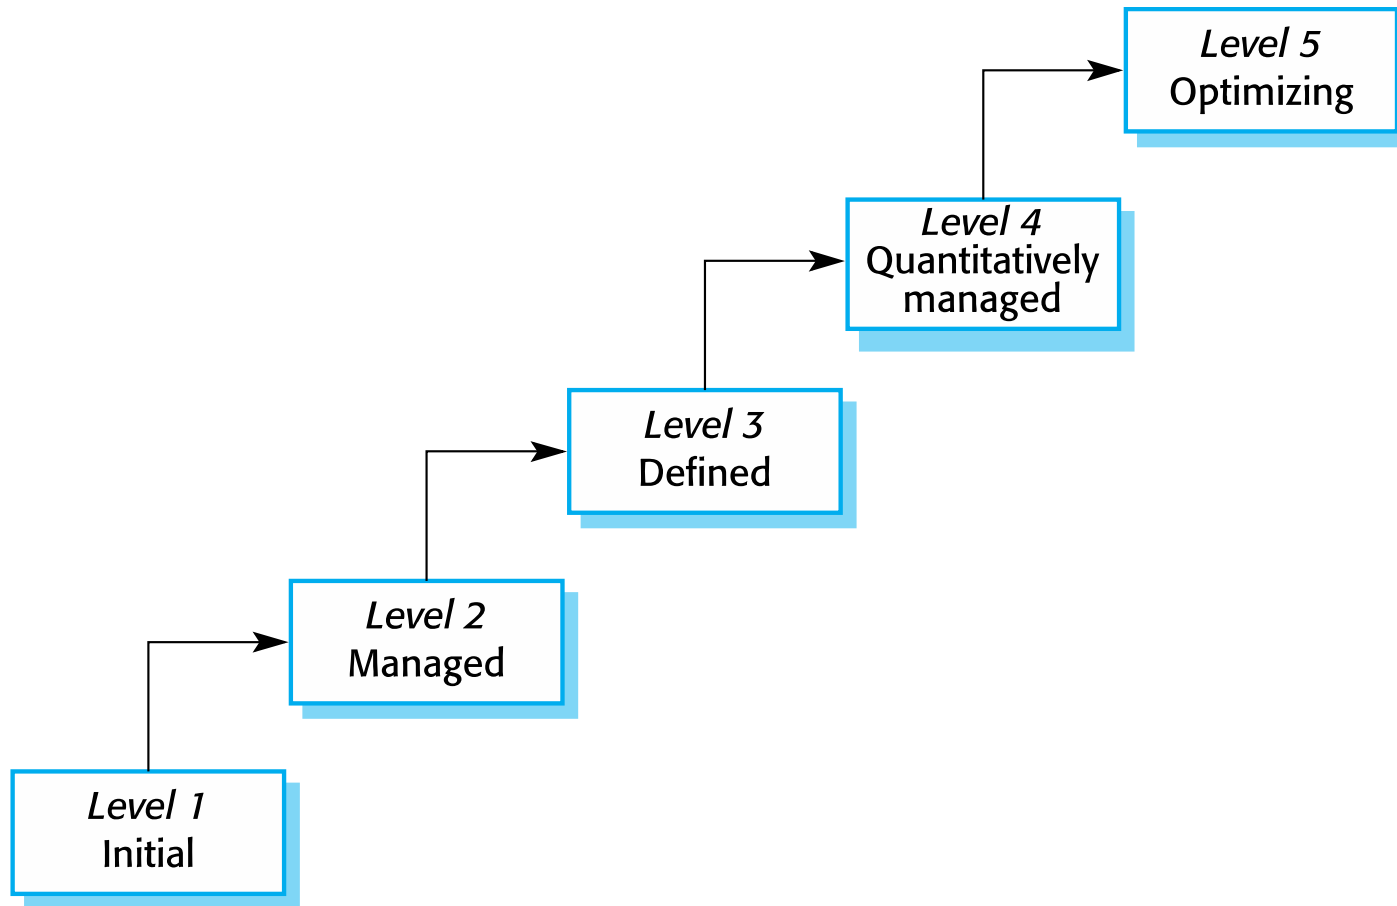 Level 5
Optimizing
Level 4
Quantitatively
managed
Level 3
Defined
Level 2
Managed
Level 1
Initial